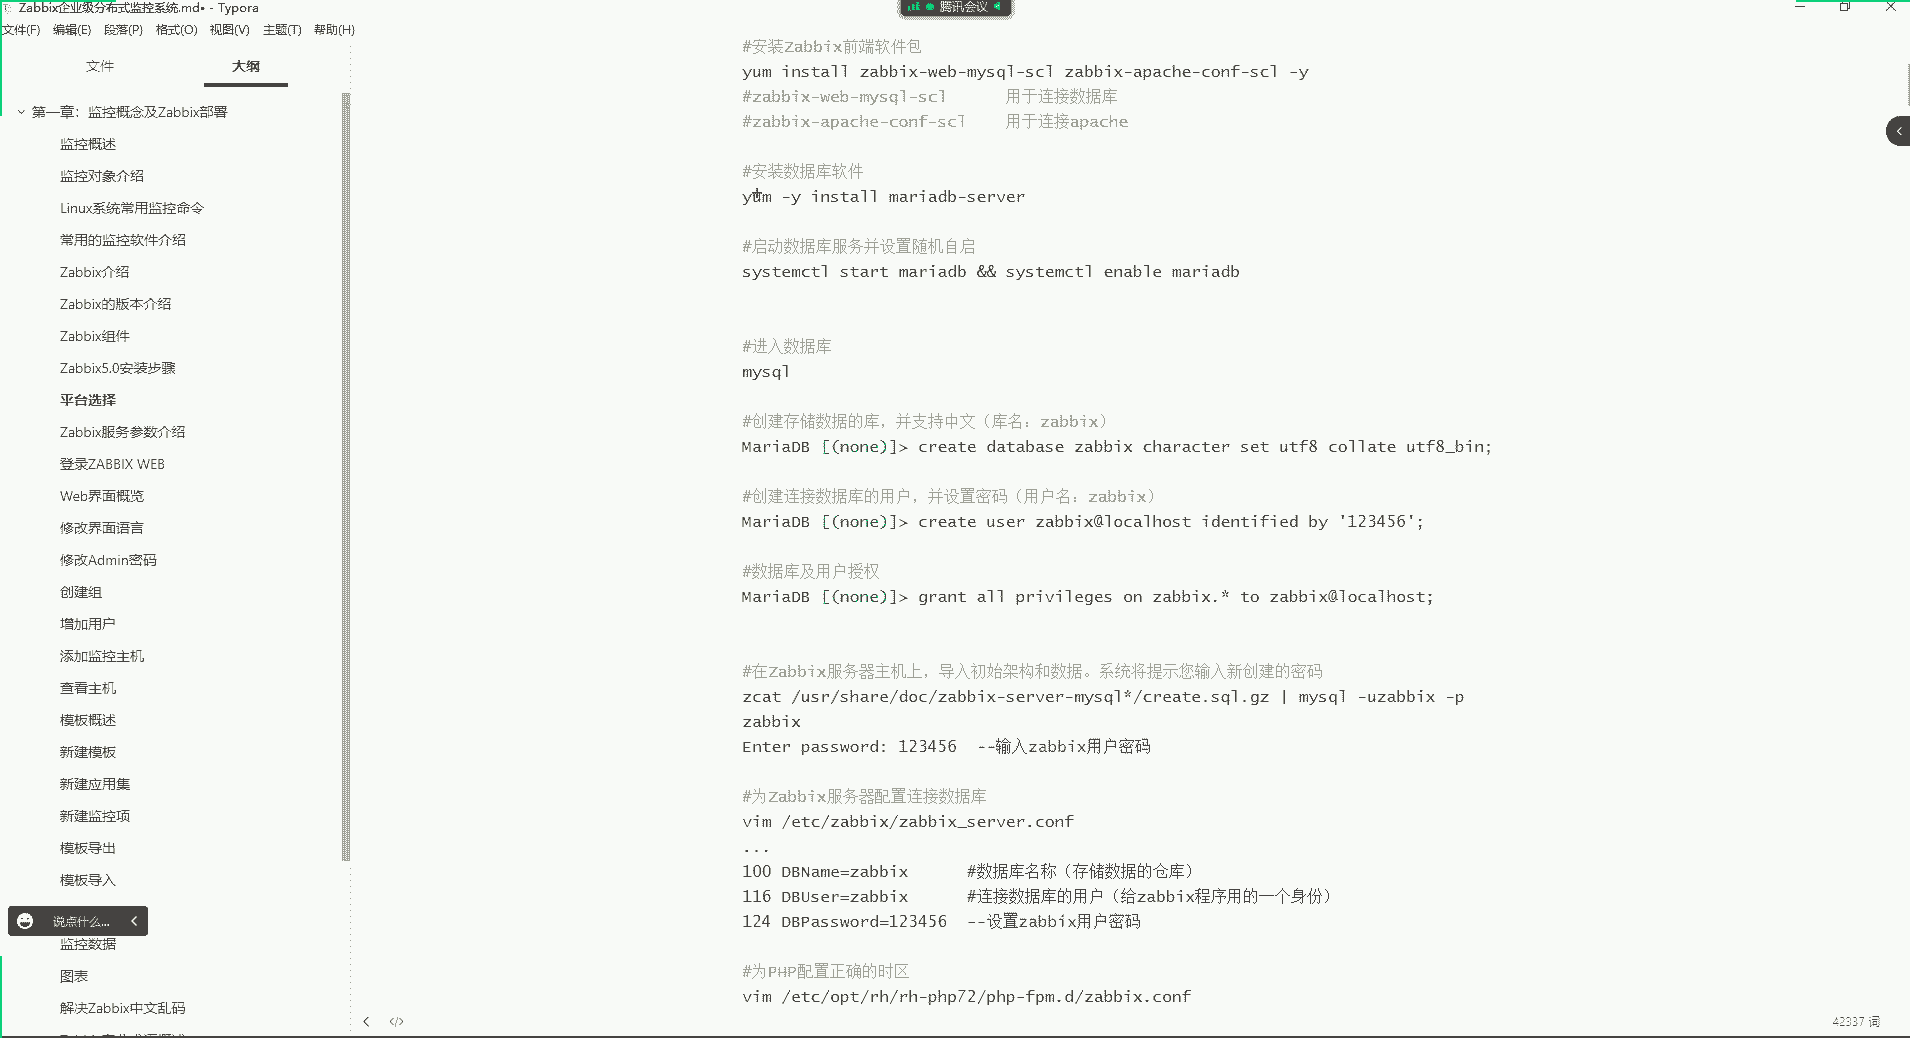 Zabbix企业级分布式监控系统.md• - Typora
腾讯会议
文件(F) 编辑(E) 段落(P) 格式(O) 视图(V) 主题(T) 帮助(H)
文件 大纲
第一章：监控概念及Zabbix部署
监控概述
监控对象介绍
Linux系统常用监控命令
常用的监控软件介绍
Zabbix介绍
Zabbix的版本介绍
Zabbix组件
Zabbix5.0安装步骤
平台选择
Zabbix服务参数介绍
登录ZABBIX WEB
Web界面概览
修改界面语言
修改Admin密码
创建组
增加用户
添加监控主机
查看主机
模板概述
新建模板
新建应用集
新建监控项
模板导出
模板导入
说点什么...
监控数据
图表
解决Zabbix中文乱码
#安装Zabbix前端软件包
yum install zabbix-web-mysql-scl zabbix-apache-conf-scl -y
#zabbix-web-mysql-scl 用于连接数据库
#zabbix-apache-conf-scl 用于连接apache
#安装数据库软件
yum -y install mariadb-server
#启动数据库服务并设置随机自启
systemctl start mariadb && systemctl enable mariadb
#进入数据库
mysql
#创建存储数据的库，并支持中文（库名：zabbix）
MariaDB [(none)]> create database zabbix character set utf8 collate utf8_bin;
#创建连接数据库的用户，并设置密码（用户名：zabbix）
MariaDB [(none)]> create user zabbix@localhost identified by '123456';
#数据库及用户授权
MariaDB [(none)]> grant all privileges on zabbix.* to zabbix@localhost;
#在Zabbix服务器主机上，导入初始架构和数据。系统将提示您输入新创建的密码
zcat /usr/share/doc/zabbix-server-mysql*/create.sql.gz | mysql -uzabbix -p
zabbix
Enter password: 123456 --输入zabbix用户密码
#为Zabbix服务器配置连接数据库
vim /etc/zabbix/zabbix_server.conf
...
100 DBName=zabbix #数据库名称（存储数据的仓库）
116 DBUser=zabbix #连接数据库的用户（给zabbix程序用的一个身份）
124 DBPassword=123456 --设置zabbix用户密码
#为PHP配置正确的时区
vim /etc/opt/rh/rh-php72/php-fpm.d/zabbix.conf
42337 词